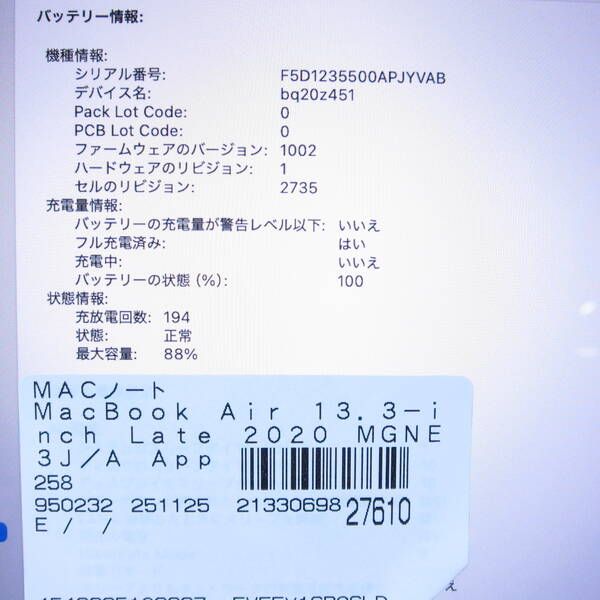 バッテリー情報:
機種情報:
シリアル番号: F5D1235500APJYVAB
デバイス名: bq20z451
Pack Lot Code: 0
PCB Lot Code: 0
ファームウェアのバージョン: 1002
ハードウェアのリビジョン: 1
セルのリビジョン: 2735
充電量情報:
バッテリーの充電量が警告レベル以下: いいえ
フル充電済み: はい
充電中: いいえ
バッテリーの状態 (%): 100
状態情報:
充放電回数: 194
状態: 正常
最大容量: 88%
MACノート
MacBook Air 13.3-i
nch Late 2020 MGNE
3J/A App
258
950232 251125 21330698 27610
E / /
え